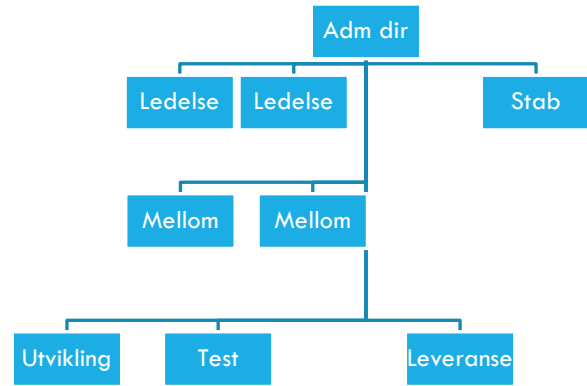 Adm dir
Ledelse
Ledelse
Stab
Mellom
Mellom
Utvikling
Test
Leveranse